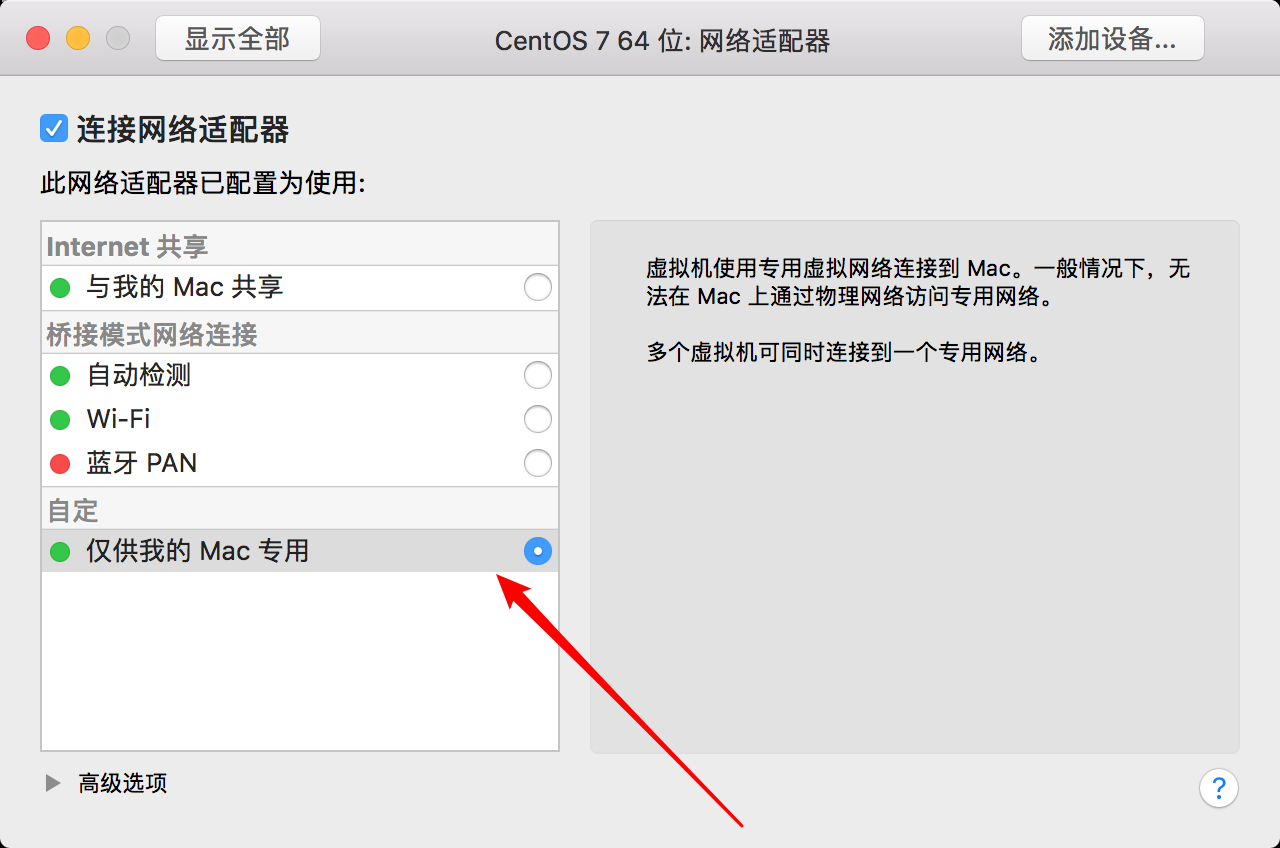 显示全部
CentOS 7 64 位: 网络适配器
添加设备...
连接网络适配器
此网络适配器已配置为使用:
Internet 共享
与我的 Mac 共享
桥接模式网络连接
自动检测
Wi-Fi
蓝牙 PAN
自定
仅供我的 Mac 专用
虚拟机使用专用虚拟网络连接到 Mac。一般情况下，无
法在 Mac 上通过物理网络访问专用网络。
多个虚拟机可同时连接到一个专用网络。
高级选项
?